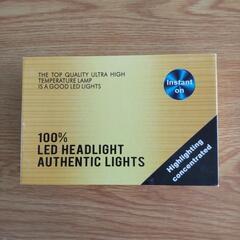 THE TOP QUALITY ULTRA HIGH
TEMPERATURE LAMP
IS A GOOD LED LIGHTS
Instant
on
100%
LED HEADLIGHT
AUTHENTIC LIGHTS
Highlighting
concentrated